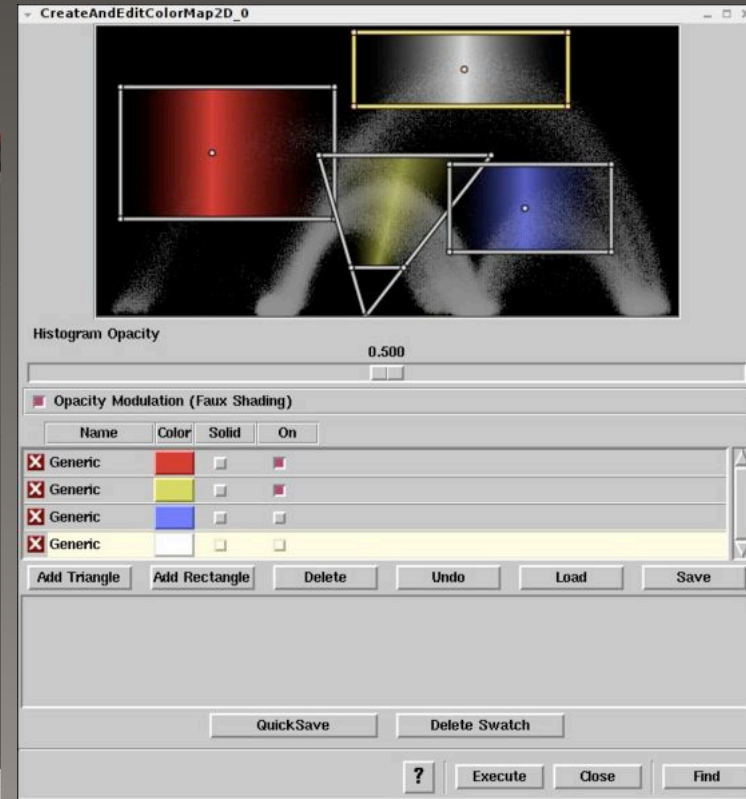 CreateAndEditColorMap2D_0
Histogram Opacity
0.500
Opacity Modulation (Faux Shading)
Name Color Solid On
Generic
Generic
Generic
Generic
Add Triangle Add Rectangle Delete Undo Load Save
QuickSave Delete Swatch
? Execute Close Find